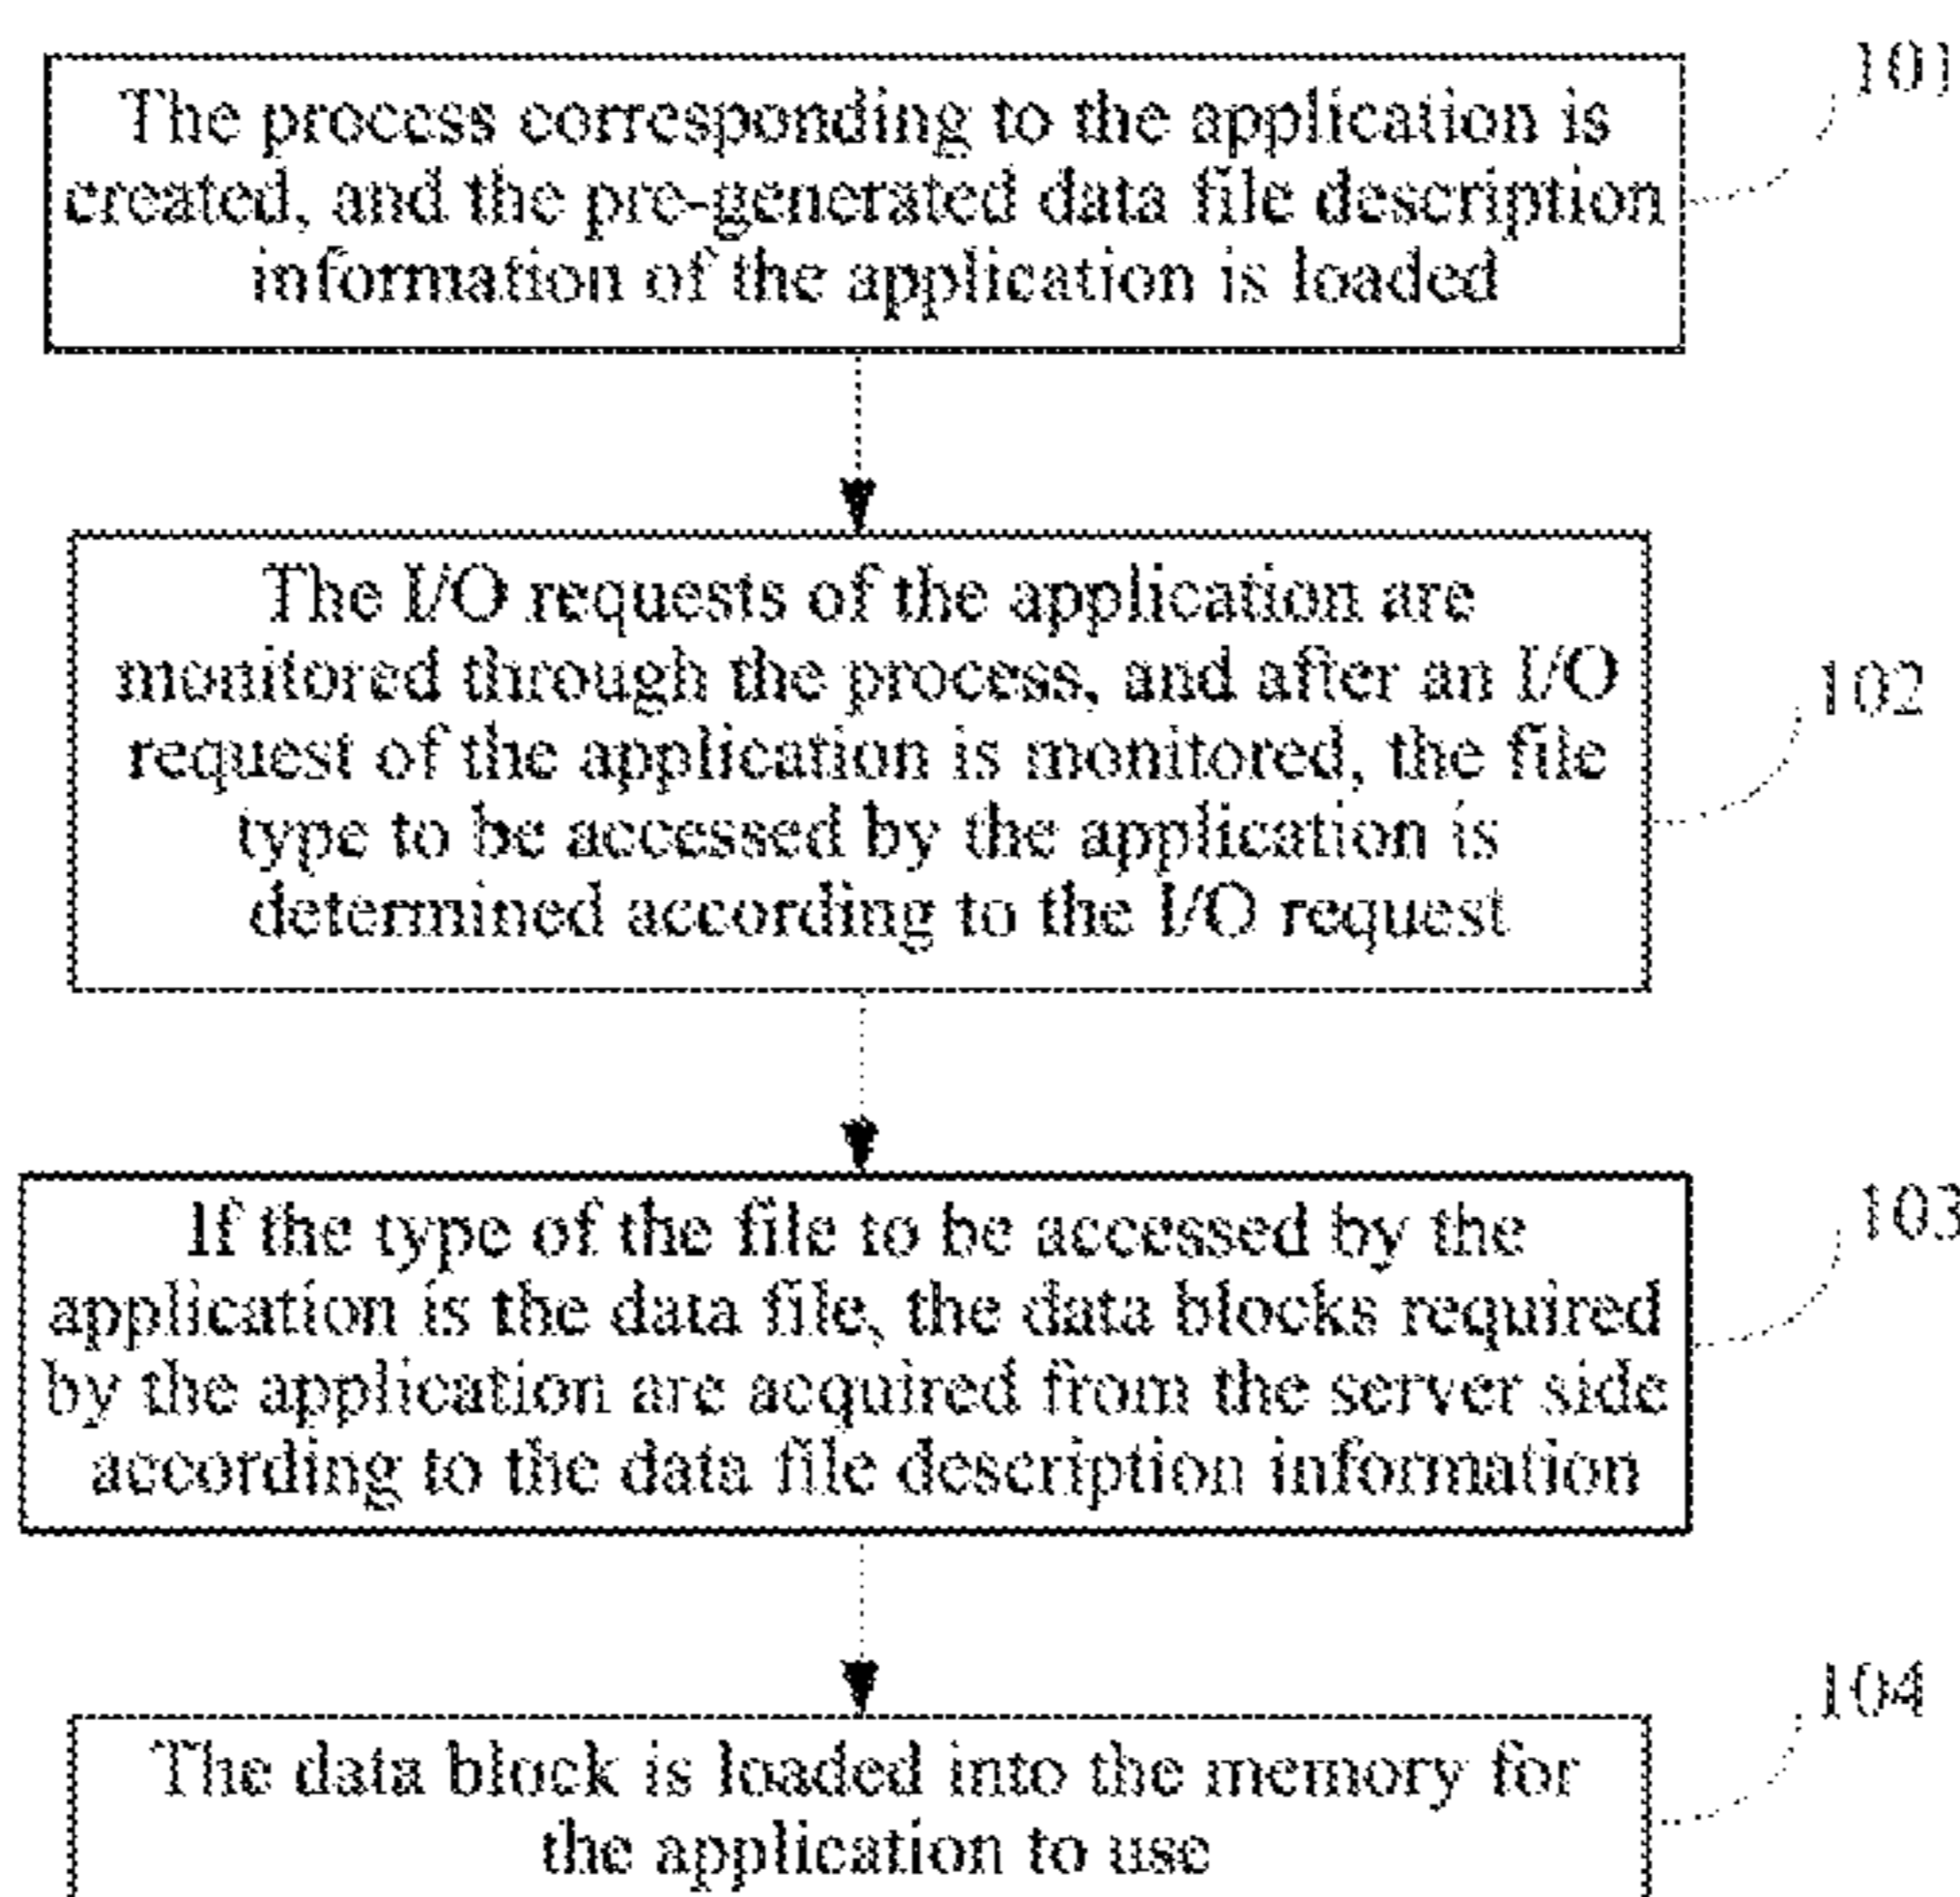 101
The process corresponding to the application is
created, and the pre-generated data file description
information of the application is loaded
The I/O requests of the application are
monitored through the process, and after an I/O
request of the application is monitored, the file
type to be accessed by the application is
determined according to the I/O request
102
If the type of the file to be accessed by the
application is the data file, the data blocks required
by the application are acquired from the server side
according to the data file description information
103
The data block is loaded into the memory for
the application to use
104